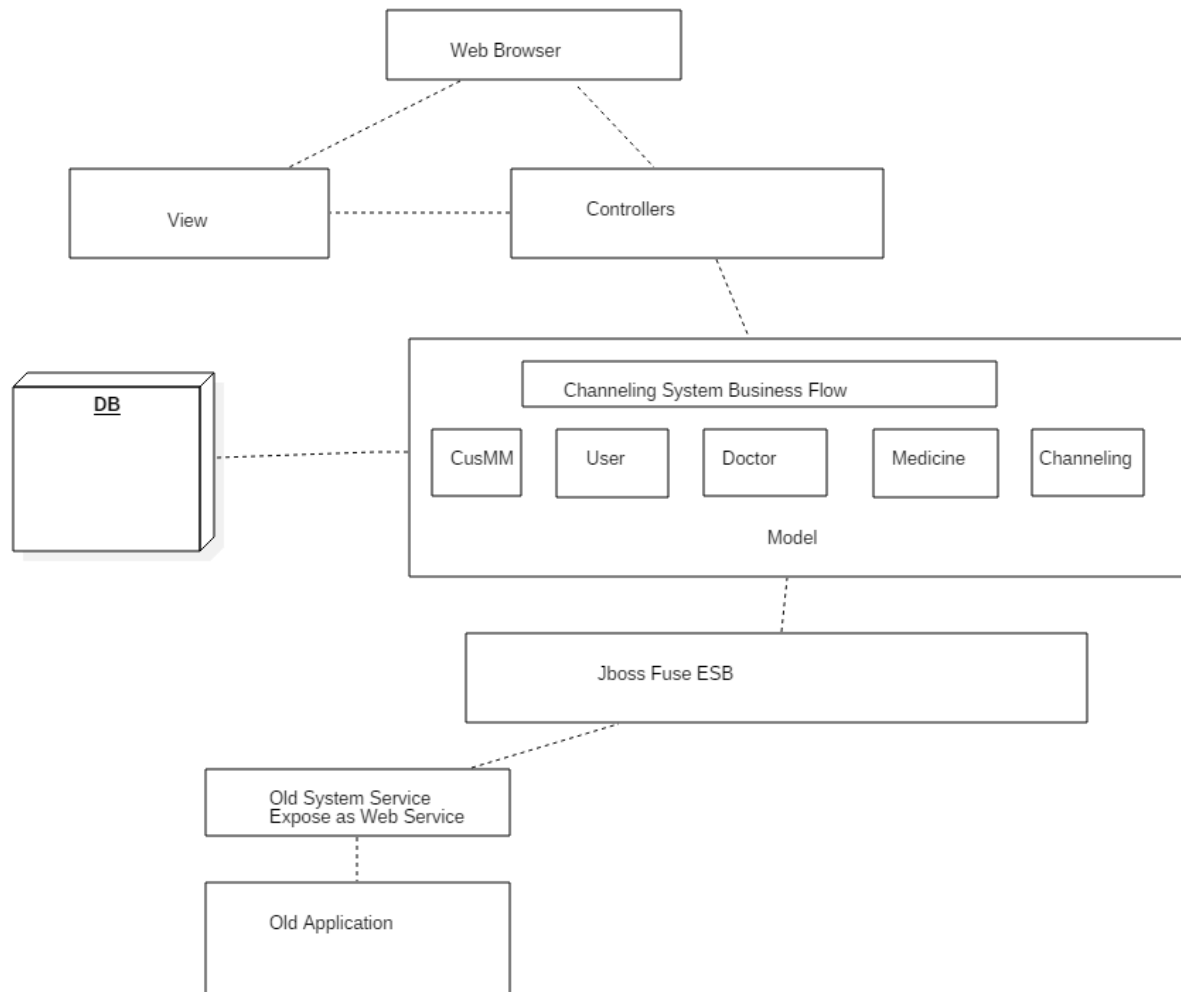 Web Browser
View
Controllers
DB
Channeling System Business Flow
CusMM
User
Doctor
Medicine
Channeling
Model
Jboss Fuse ESB
Old System Service
Expose as Web Service
Old Application